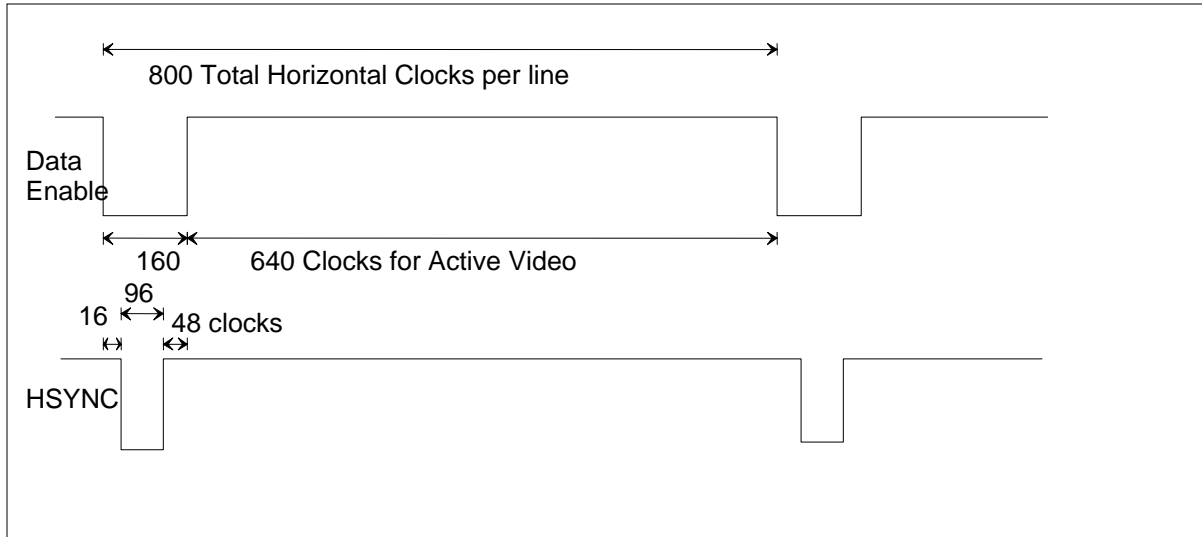 800 Total Horizontal Clocks per line
Data
Enable
160
640 Clocks for Active Video
96
16
48 clocks
HSYNC